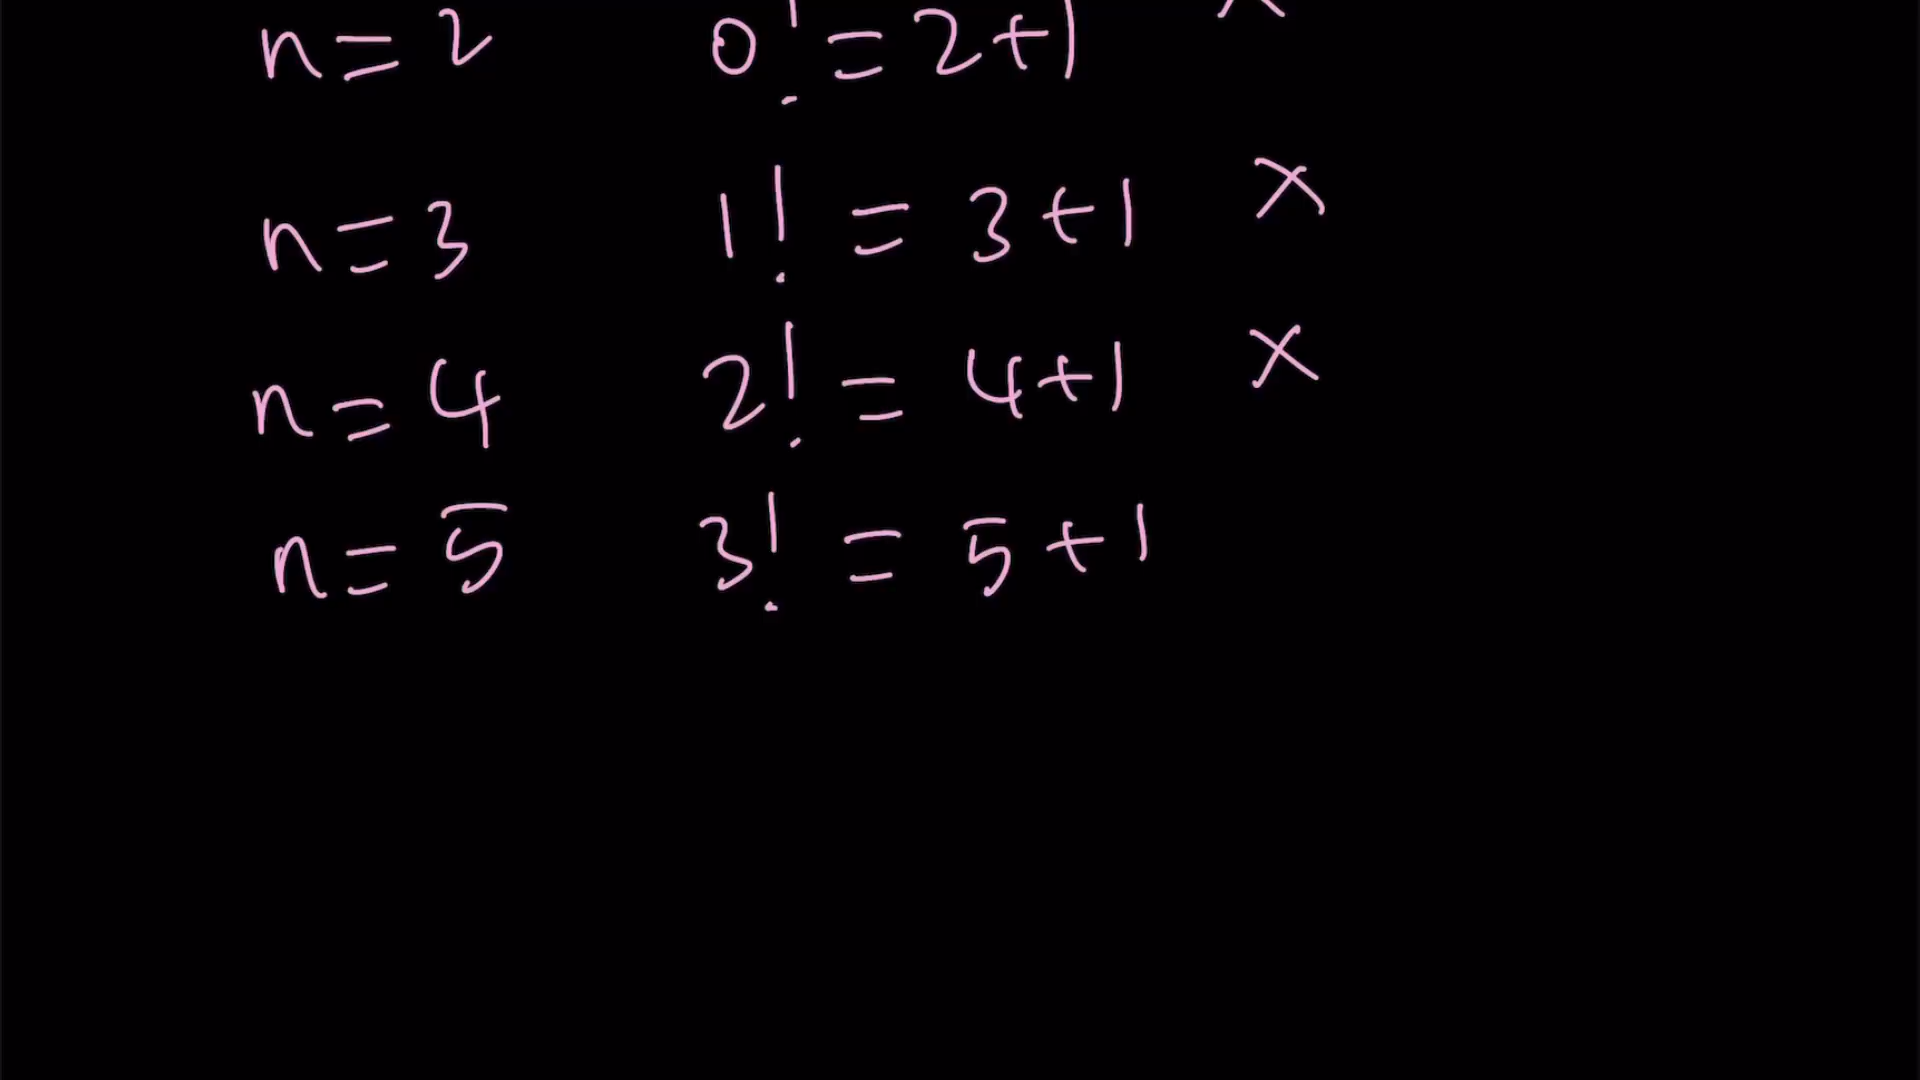 n = 2 0! = 2 + 1 x
n = 3 1! = 3 + 1 x
n = 4 2! = 4 + 1 x
n = 5 3! = 5 + 1